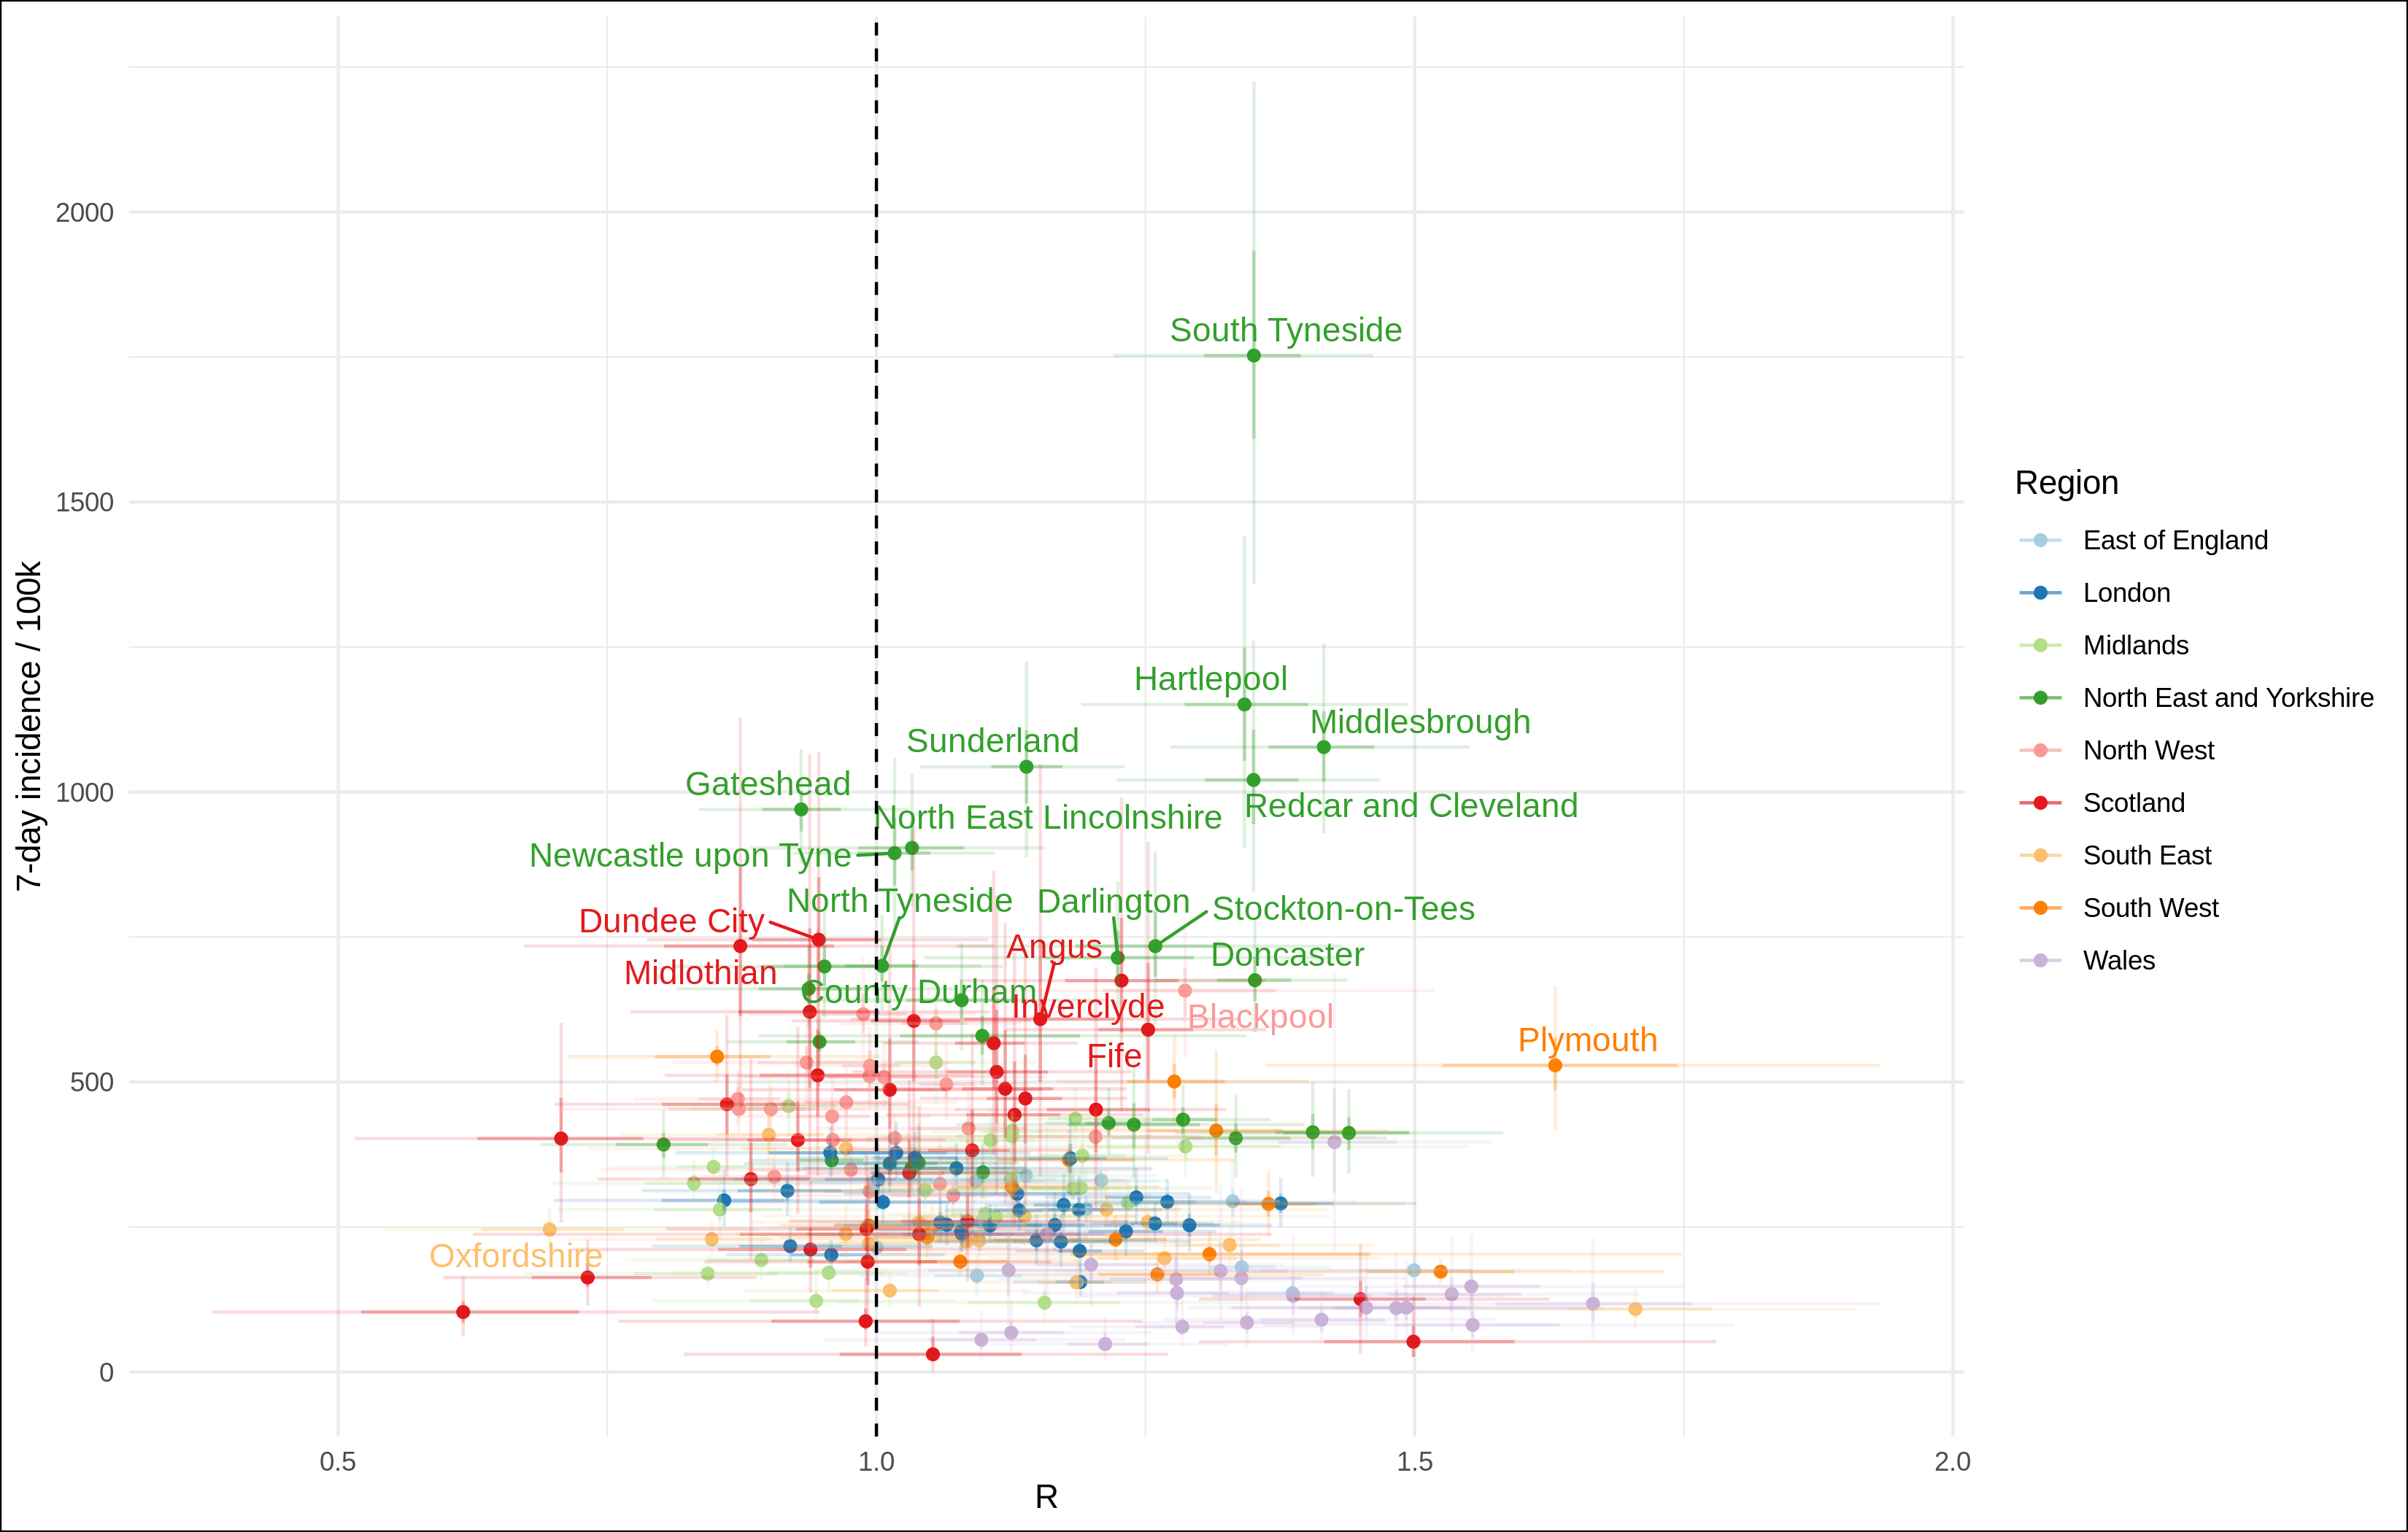 2000
1500
1000
500
0
7-day incidence / 100k
South Tyneside
Hartlepool
Middlesbrough
Sunderland
Gateshead
Redcar and Cleveland
North East Lincolnshire
Newcastle upon Tyne
North Tyneside
Darlington
Stockton-on-Tees
Dundee City
Angus
Doncaster
Midlothian
County Durham
Inverclyde
Blackpool
Plymouth
Fife
Oxfordshire
0.5
1.0
1.5
2.0
R
Region
East of England
London
Midlands
North East and Yorkshire
North West
Scotland
South East
South West
Wales